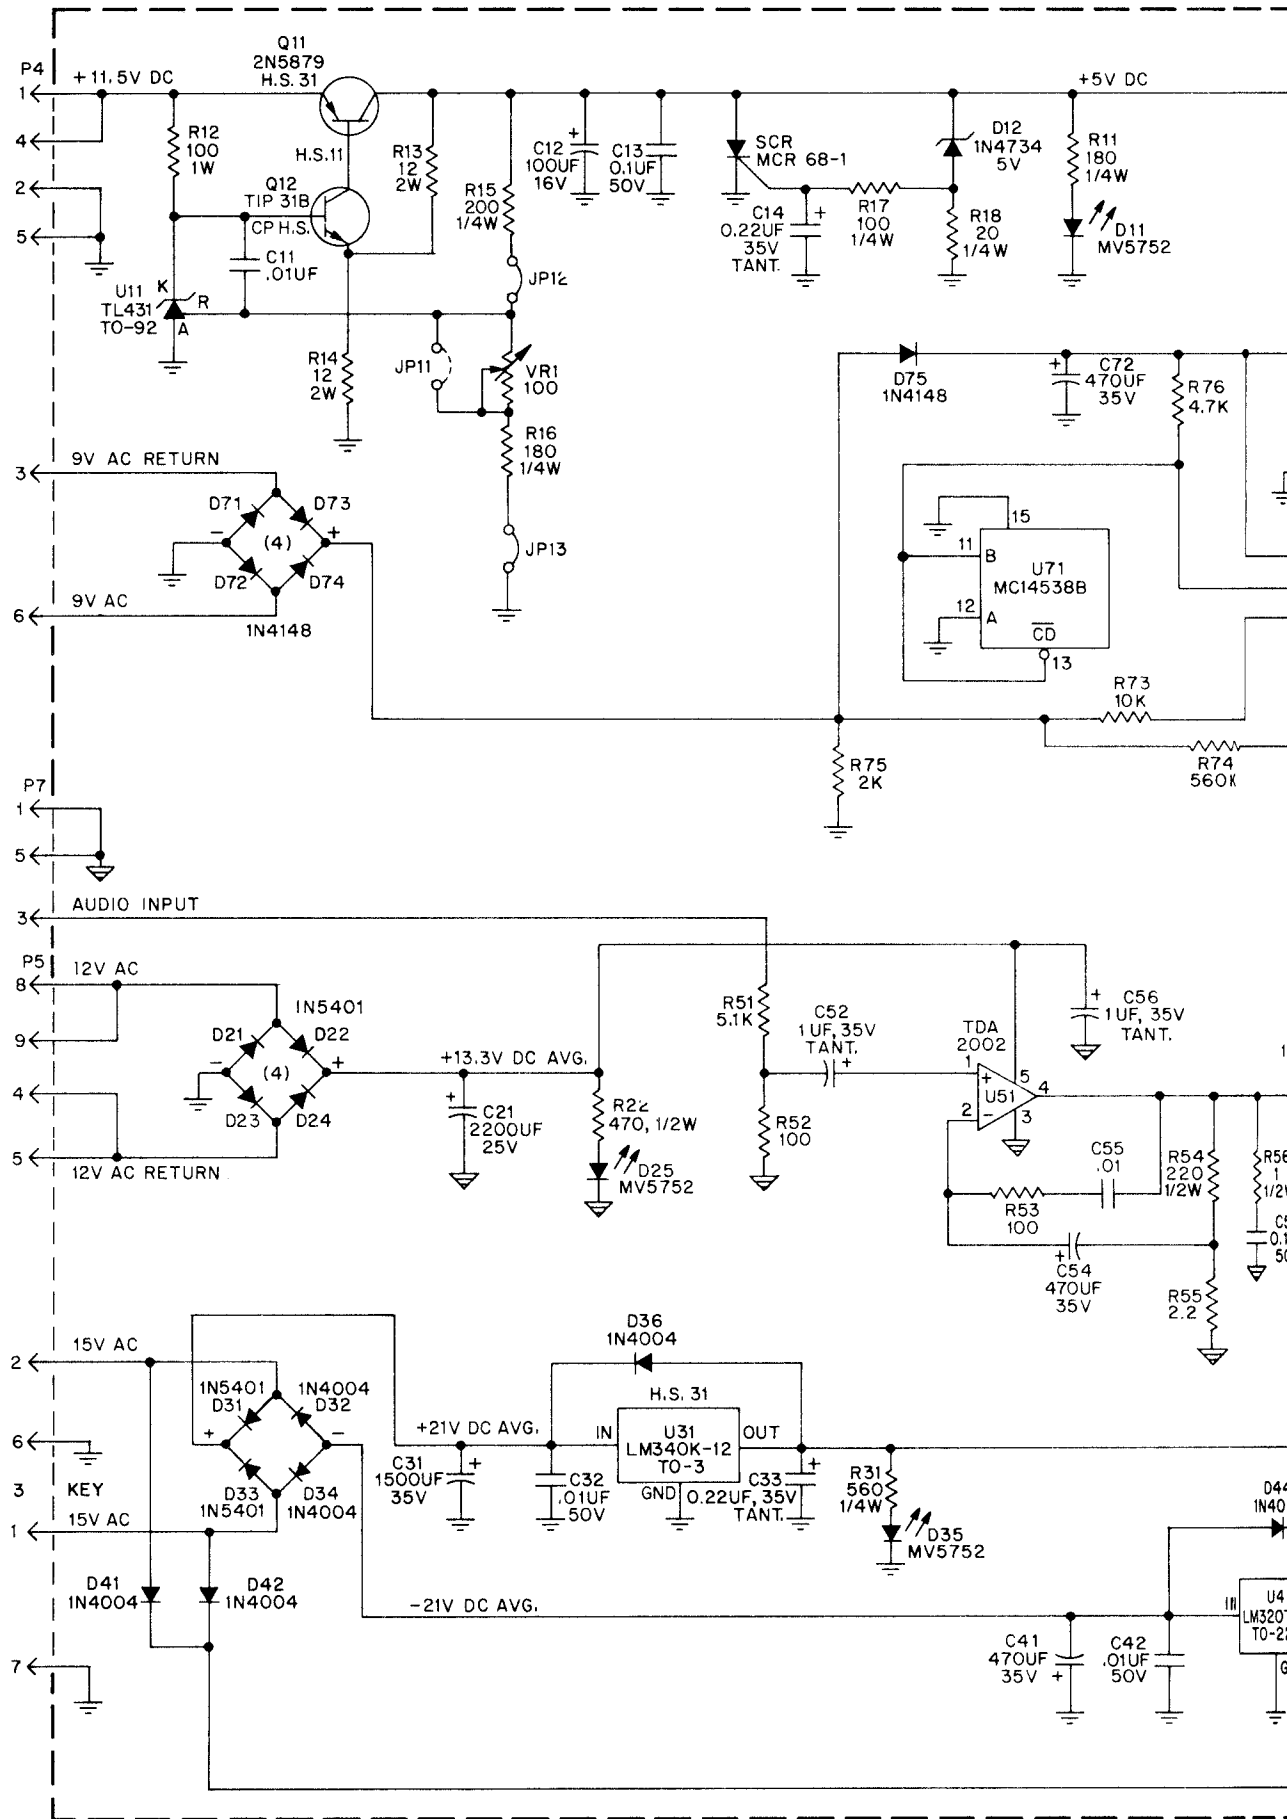 Q11
2N5879
H.S. 31
P4
+11.5V DC
+5V DC
1
4
2
5
R12
100
1W
H.S.11
Q12
TIP 31B
CP H.S.
R13
12
2W
R15
200
1/4W
C12
100UF
16V
+
C13
0.1UF
50V
SCR
MCR 68-1
D12
1N4734
5V
R11
180
1/4W
C14
0.22UF
35V
TANT.
+
R17
100
1/4W
R18
20
1/4W
D11
MV5752
C11
.01UF
U11
TL431
TO-92
K
R
A
JP12
R14
12
2W
JP11
VR1
100
R16
180
1/4W
JP13
D75
1N4148
+
C72
470UF
35V
R76
4.7K
3
9V AC RETURN
D71
D73
-
(4)
+
D72
D74
6
9V AC
1N4148
15
11
B
U71
MC14538B
12
A
CD
13
R73
10K
R74
560K
R75
2K
P7
1
5
3
AUDIO INPUT
P5
8
12V AC
9
4
5
12V AC RETURN
1N5401
D21
D22
-
(4)
+
D23
D24
+13.3V DC AVG.
+
C21
2200UF
25V
R22
470, 1/2W
D25
MV5752
R51
5.1K
C52
1UF, 35V
TANT.
+
R52
100
TDA
2002
1
+
U51
2
-
5
4
3
+
C56
1UF, 35V
TANT.
1
C55
.01
R53
100
R54
220
1/2W
R56
1
+
C54
470UF
35V
R55
2.2
2
15V AC
6
3
KEY
1
15V AC
7
1N5401
D31
1N4004
D32
+
-
D33
1N5401
D34
1N4004
D36
1N4004
H.S. 31
+21V DC AVG.
IN
U31
LM340K-12
TO-3
OUT
GND
C31
1500UF
35V
+
C32
.01UF
50V
C33
0.22UF, 35V
TANT.
+
R31
560
1/4W
D35
MV5752
D41
1N4004
D42
1N4004
-21V DC AVG.
C41
470UF
35V
+
C42
.01UF
50V
D44
IN